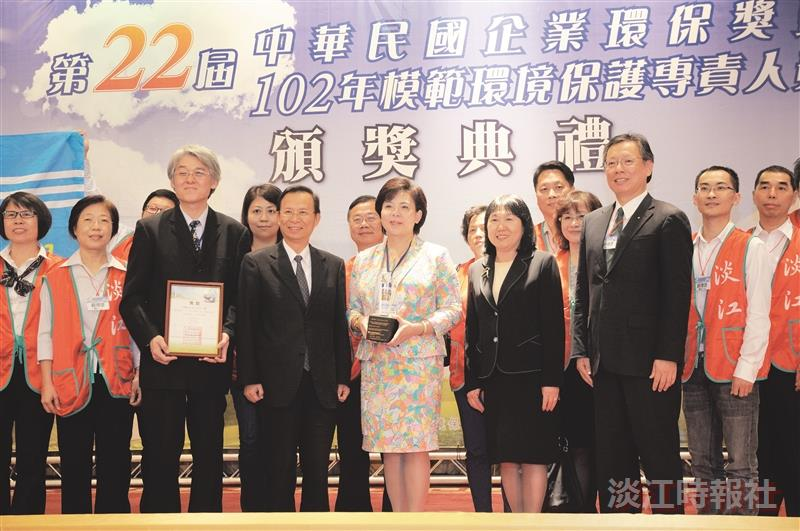 第22屆
中華民國企業環保獎
102年模範環境保護專責人
頒獎典禮
淡江
淡江
淡江時報社